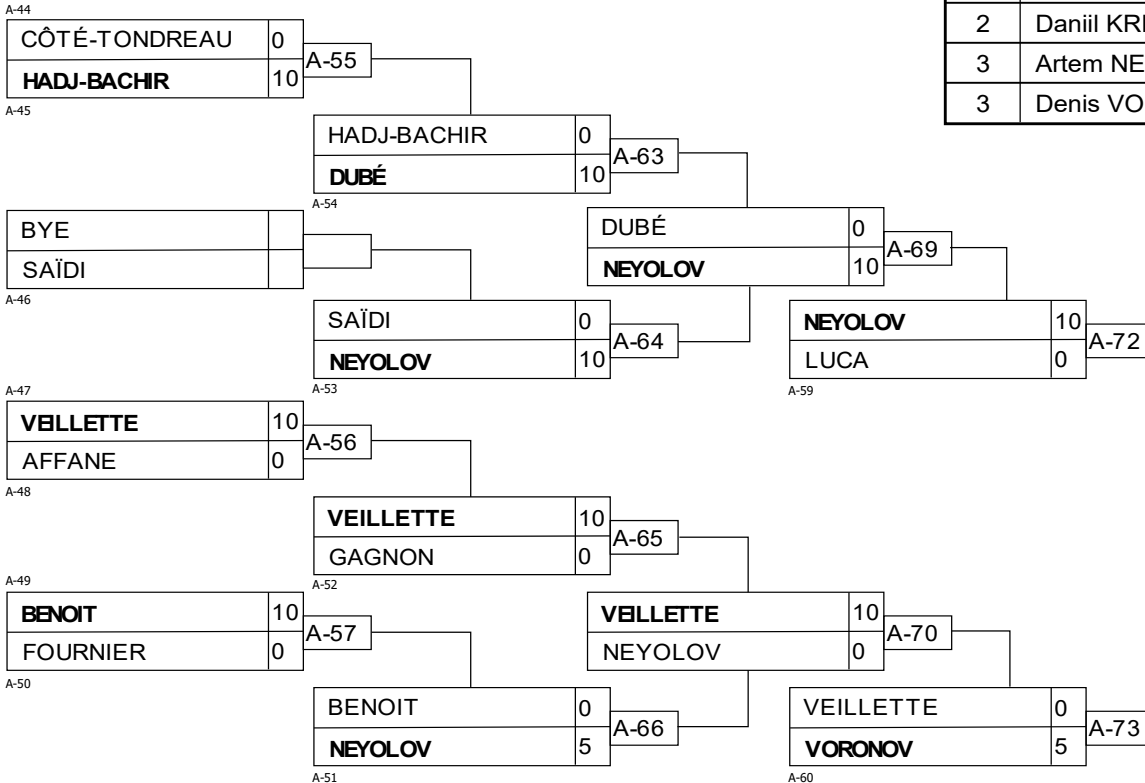 A-44
CÔTÉ-TONDREAU 0
A-55
HADJ-BACHIR 10
A-45
2 Daniil
3 Artem
3 Denis
HADJ-BACHIR 0
A-63
DUBÉ 10
A-54
BYE
SAÏDI
A-46
DUBÉ 0
A-69
NEYOLOV 10
SAÏDI 0
A-64
NEYOLOV 10
A-53
NEYOLOV 10
A-72
LUCA 0
A-59
A-47
VEILLETTE 10
A-56
AFFANE 0
A-48
VEILLETTE 10
A-65
GAGNON 0
A-52
A-49
BENOIT 10
A-57
FOURNIER 0
A-50
VEILLETTE 10
A-70
NEYOLOV 0
BENOIT 0
A-66
NEYOLOV 5
A-51
VEILLETTE 0
A-73
VORONOV 5
A-60